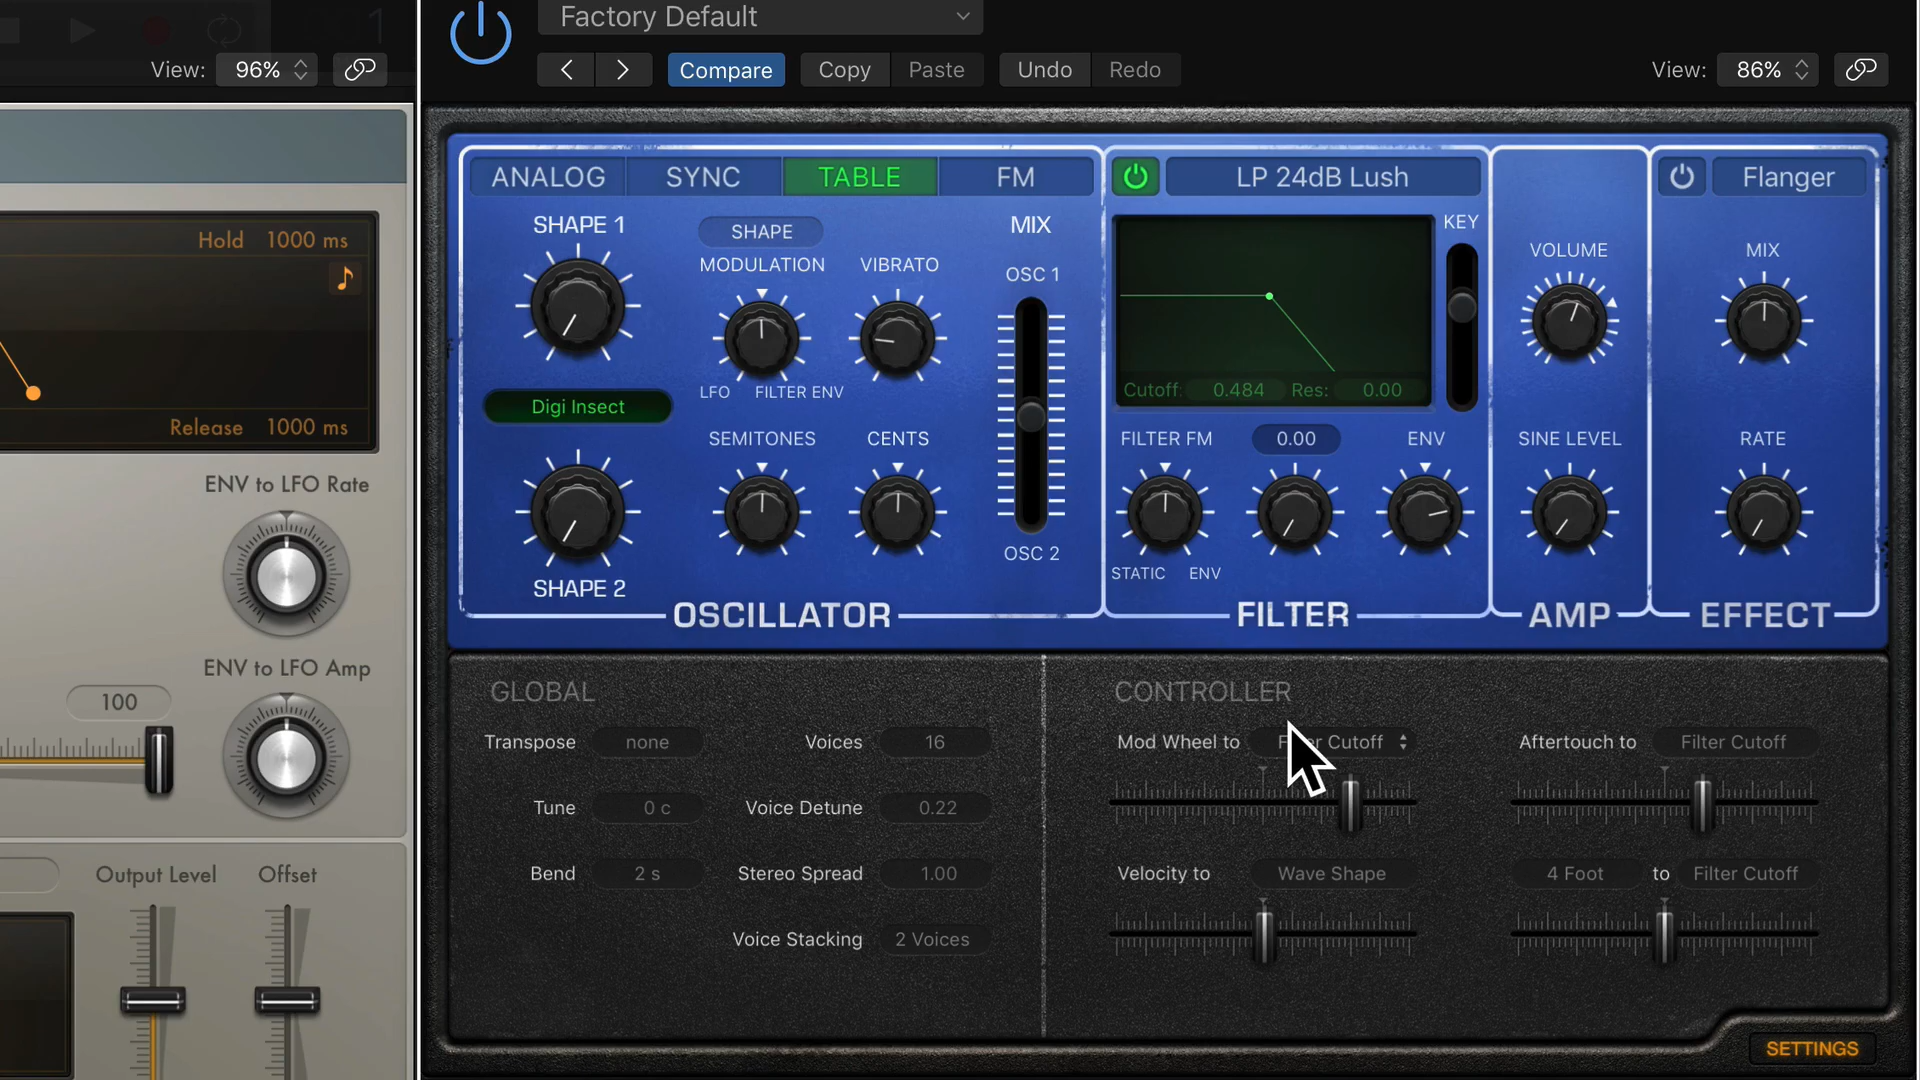 View: 96%
Hold 1000 ms
Release 1000 ms
ENV to LFO Rate
ENV to LFO Amp
100
Output Level Offset
Factory Default
Compare Copy Paste Undo Redo
View: 86%
ANALOG SYNC TABLE FM
SHAPE 1 SHAPE MIX
MODULATION VIBRATO
OSC 1
LFO FILTER ENV
Digi Insect
SEMITONES CENTS
OSC 2
SHAPE 2
OSCILLATOR
LP 24dB Lush
KEY
Cutoff: 0.484 Res: 0.00
FILTER FM 0.00 ENV
STATIC ENV
FILTER
VOLUME
SINE LEVEL
AMP
Flanger
MIX
RATE
EFFECT
GLOBAL
Transpose none Voices 16
Tune 0 c Voice Detune 0.22
Bend 2 s Stereo Spread 1.00
Voice Stacking 2 Voices
CONTROLLER
Mod Wheel to Filter Cutoff Aftertouch to Filter Cutoff
Velocity to Wave Shape 4 Foot to Filter Cutoff
SETTINGS